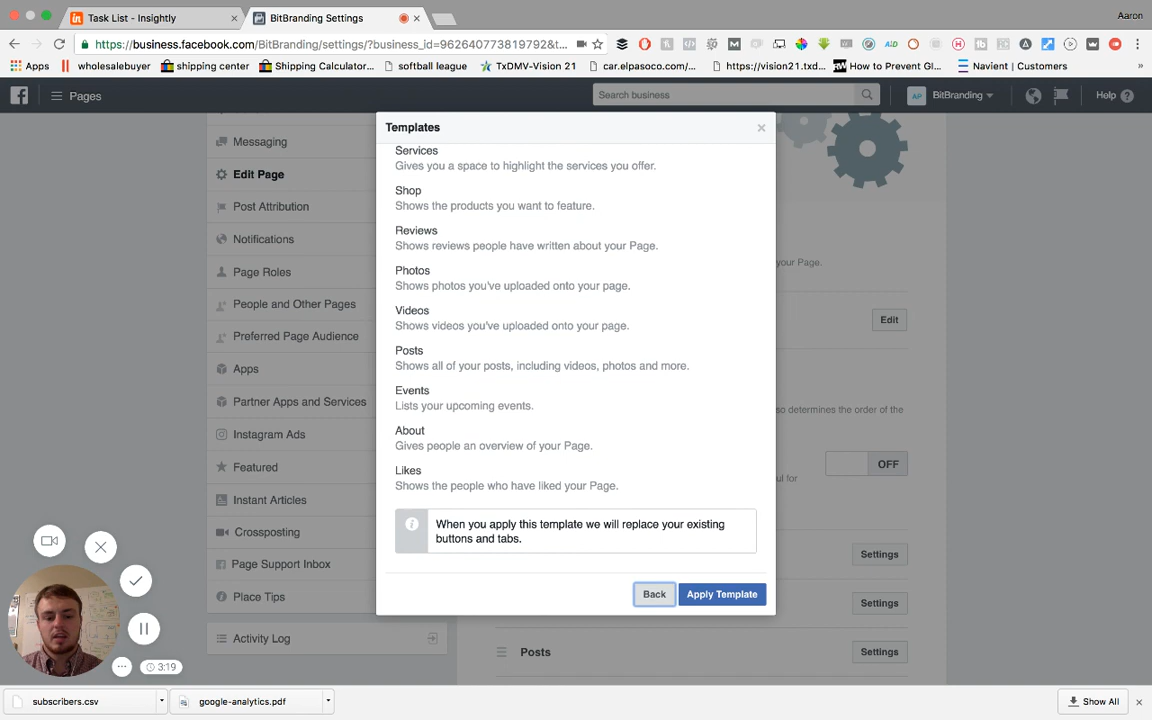 Task List - Insightly
BitBranding Settings
Aaron
https://business.facebook.com/BitBranding/settings/?business_id=962640773819792&t...
Apps
wholesalebuyer
shipping center
Shipping Calculator...
softball league
TxDMV-Vision 21
car.elpasoco.com/...
https://vision21.txd...
How to Prevent Gl...
Navient | Customers
»
Pages
Search business
BitBranding
Help
Templates
Messaging
Edit Page
Post Attribution
Notifications
Page Roles
People and Other Pages
Preferred Page Audience
Apps
Partner Apps and Services
Instagram Ads
Featured
Instant Articles
Crossposting
Page Support Inbox
Place Tips
Activity Log
Services
Gives you a space to highlight the services you offer.
Shop
Shows the products you want to feature.
Reviews
Shows reviews people have written about your Page.
Photos
Shows photos you've uploaded onto your page.
Videos
Shows videos you've uploaded onto your page.
Posts
Shows all of your posts, including videos, photos and more.
Events
Lists your upcoming events.
About
Gives people an overview of your Page.
Likes
Shows the people who have liked your Page.
When you apply this template we will replace your existing
buttons and tabs.
Back
Apply Template
your Page.
Edit
so determines the order of the
OFF
ul for
Settings
Settings
Posts
Settings
3:19
subscribers.csv
google-analytics.pdf
Show All